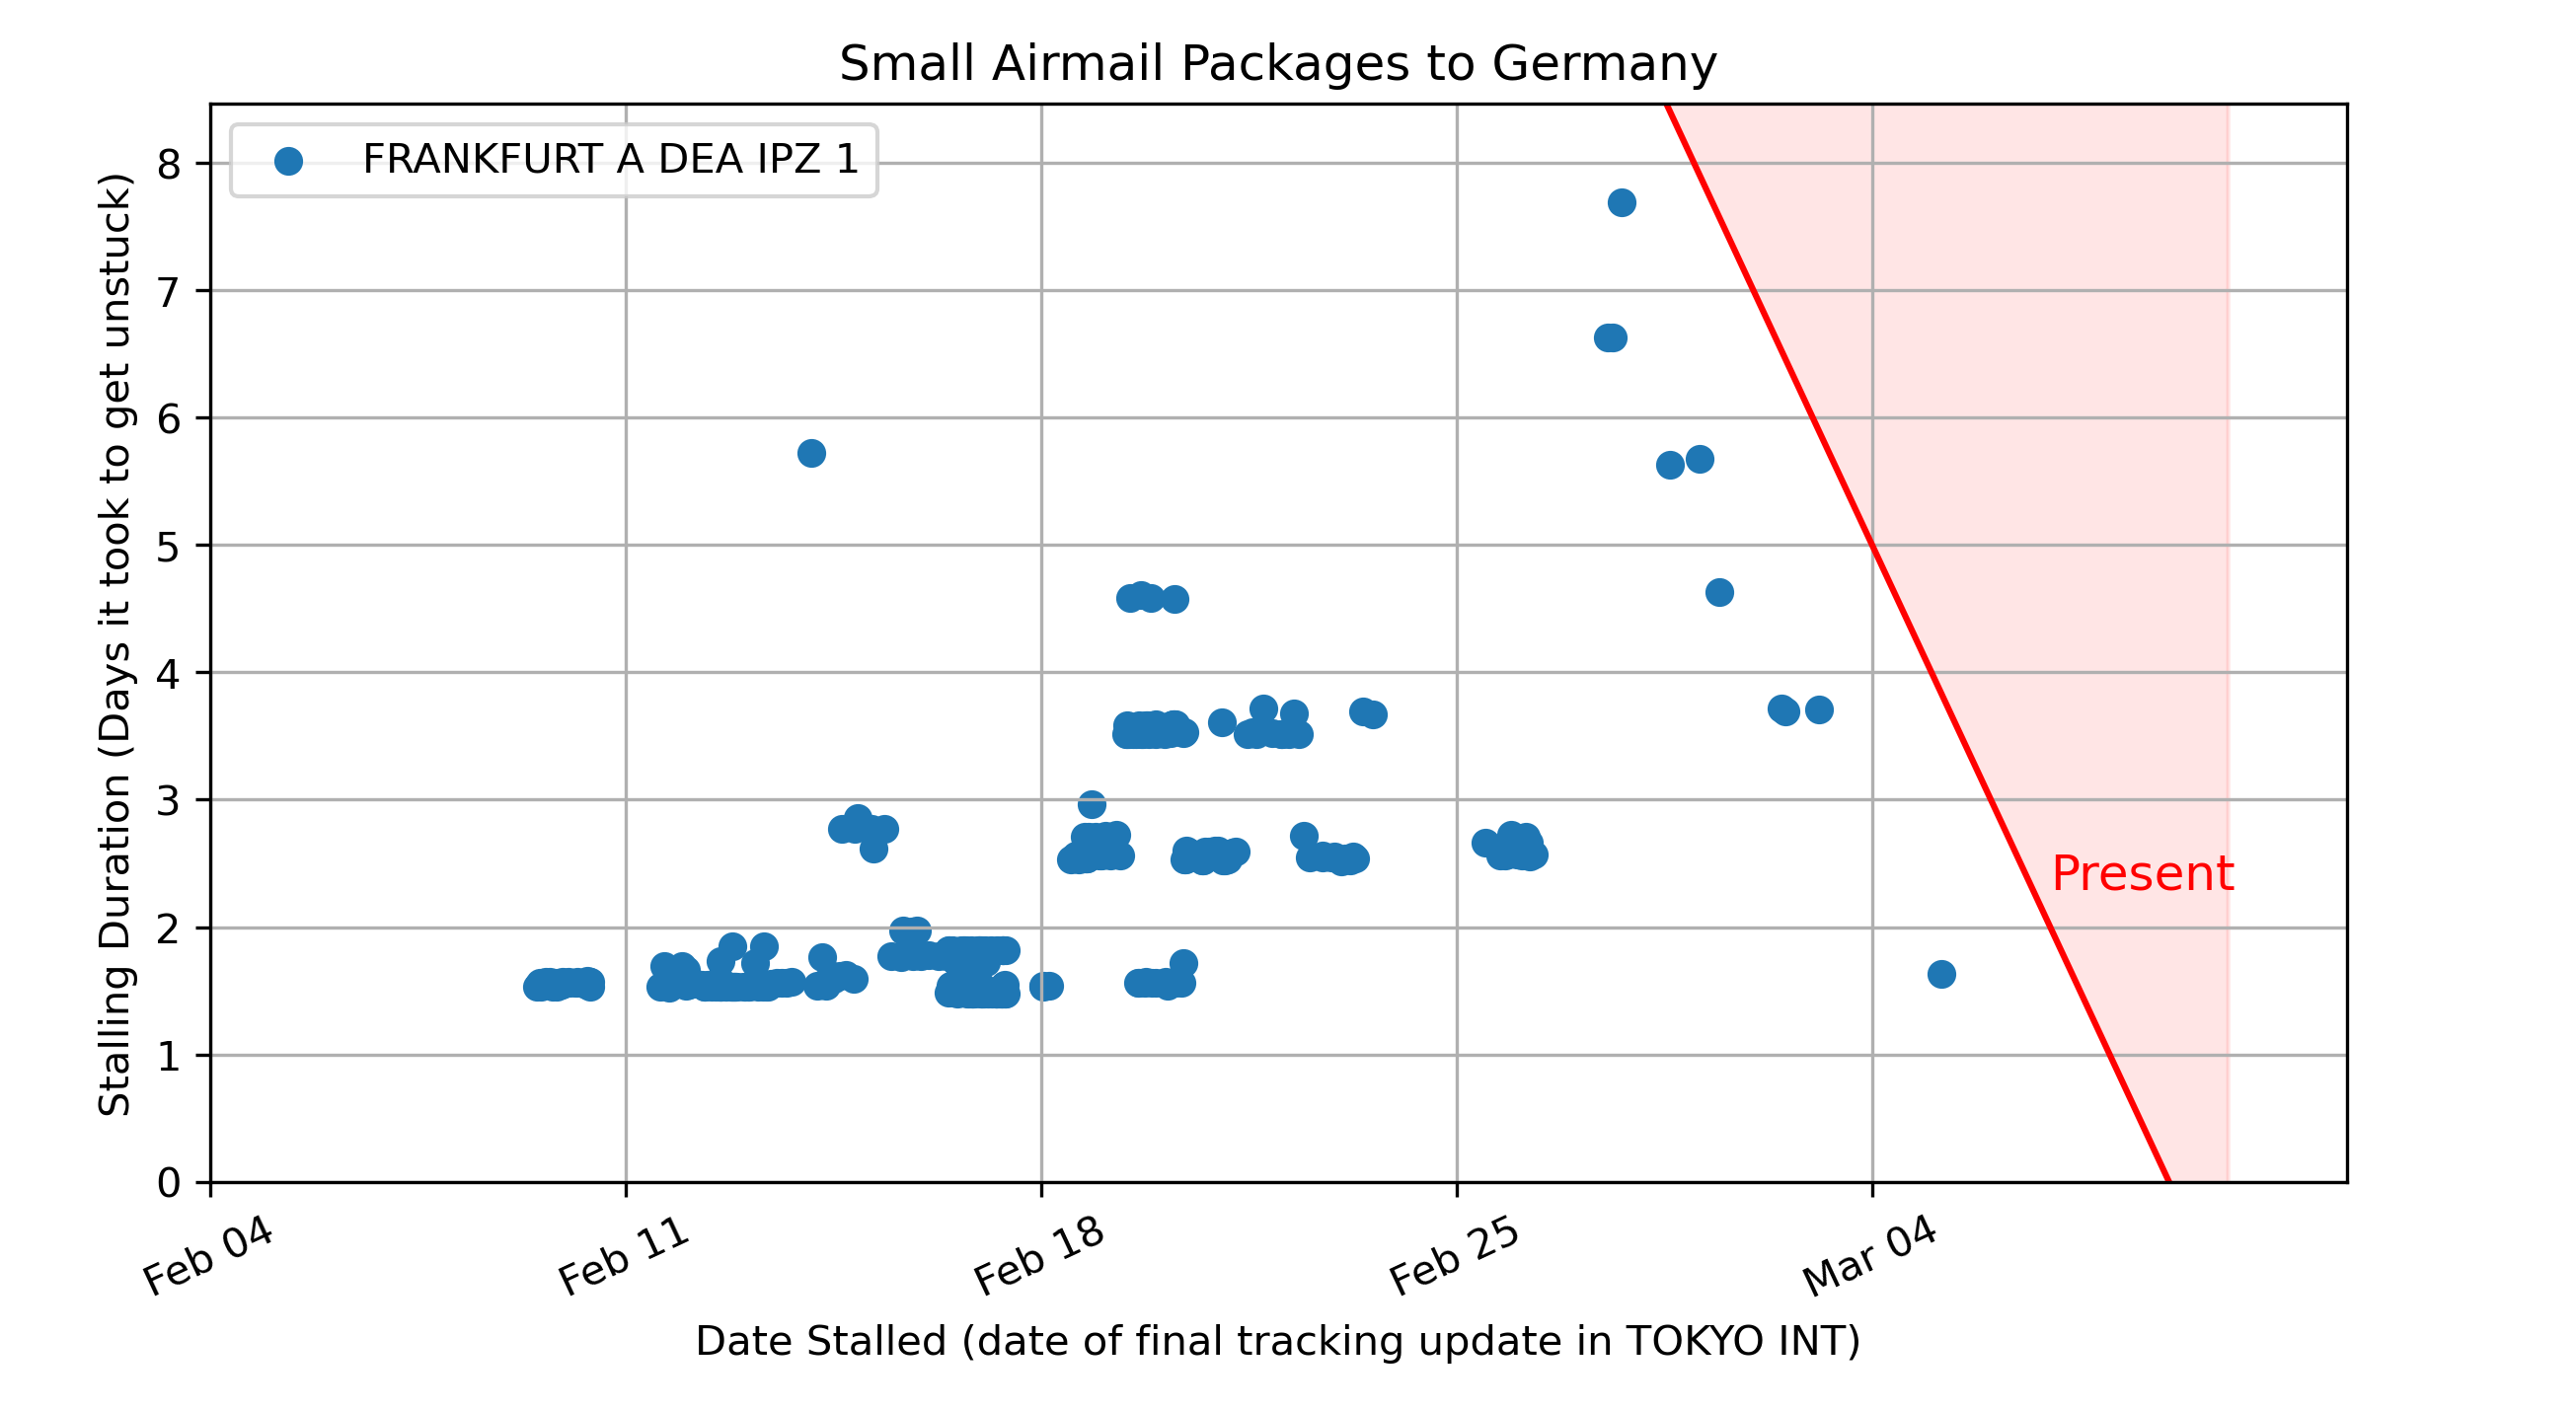 Small Airmail Packages to Germany
FRANKFURT A DEA IPZ 1
Stalling Duration (Days it took to get unstuck)
8
7
6
5
4
3
2
1
0
Present
Feb 04
Feb 11
Feb 18
Feb 25
Mar 04
Date Stalled (date of final tracking update in TOKYO INT)